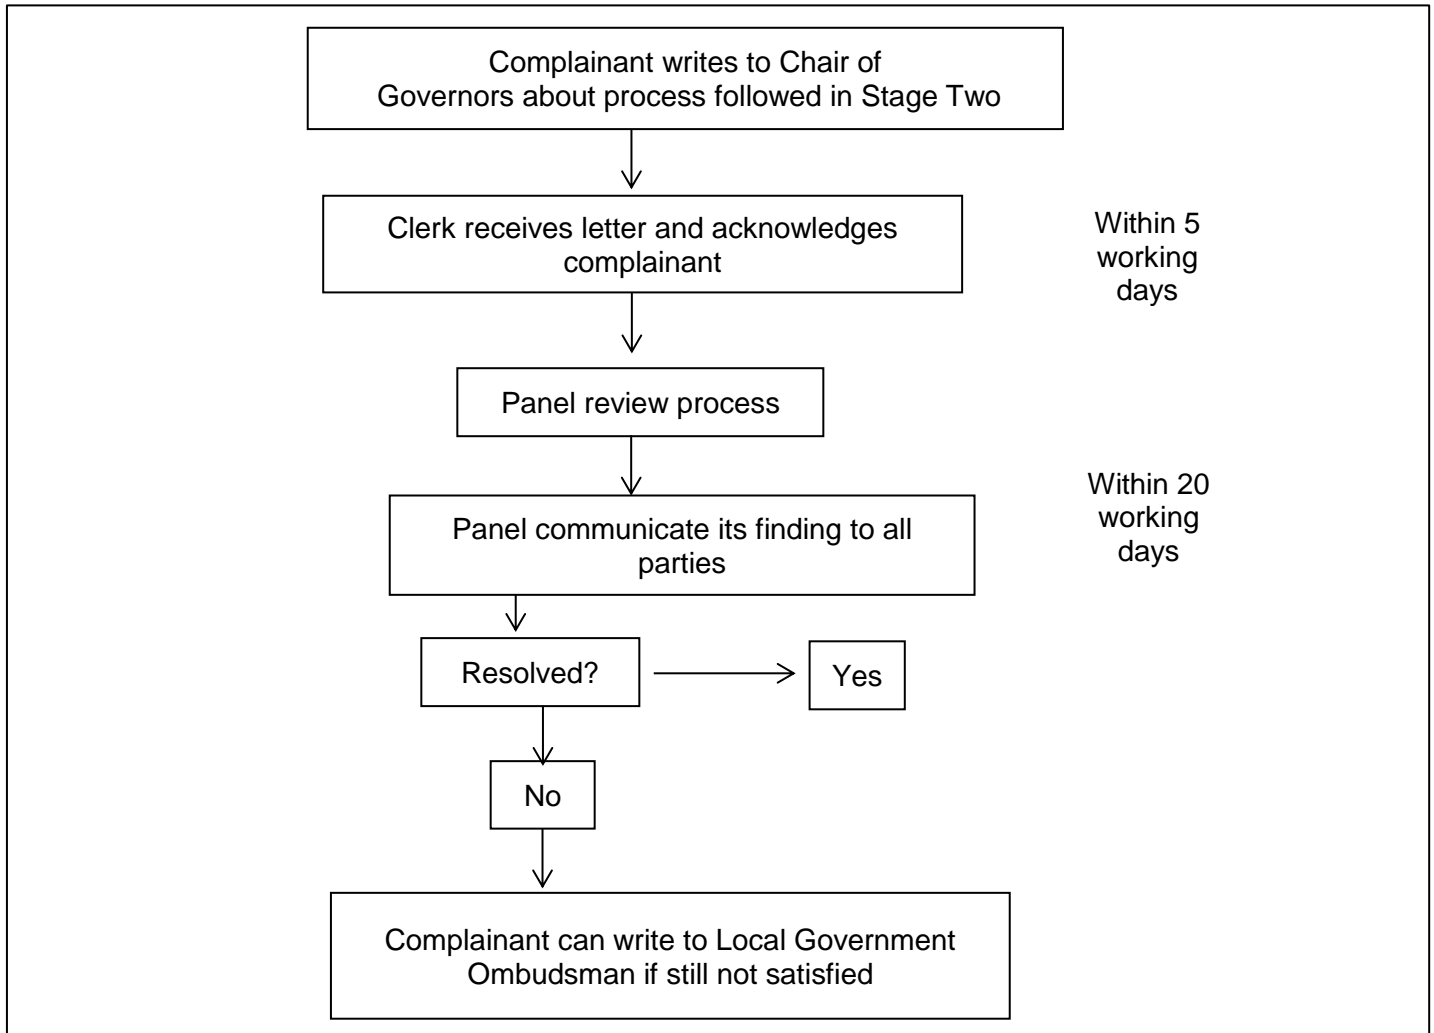 Complainant writes to Chair of
Governors about process followed in Stage Two
Clerk receives letter and acknowledges
complainant
Within 5
working
days
Panel review process
Panel communicate its finding to all
parties
Within 20
working
days
Resolved?
Yes
No
Complainant can write to Local Government
Ombudsman if still not satisfied